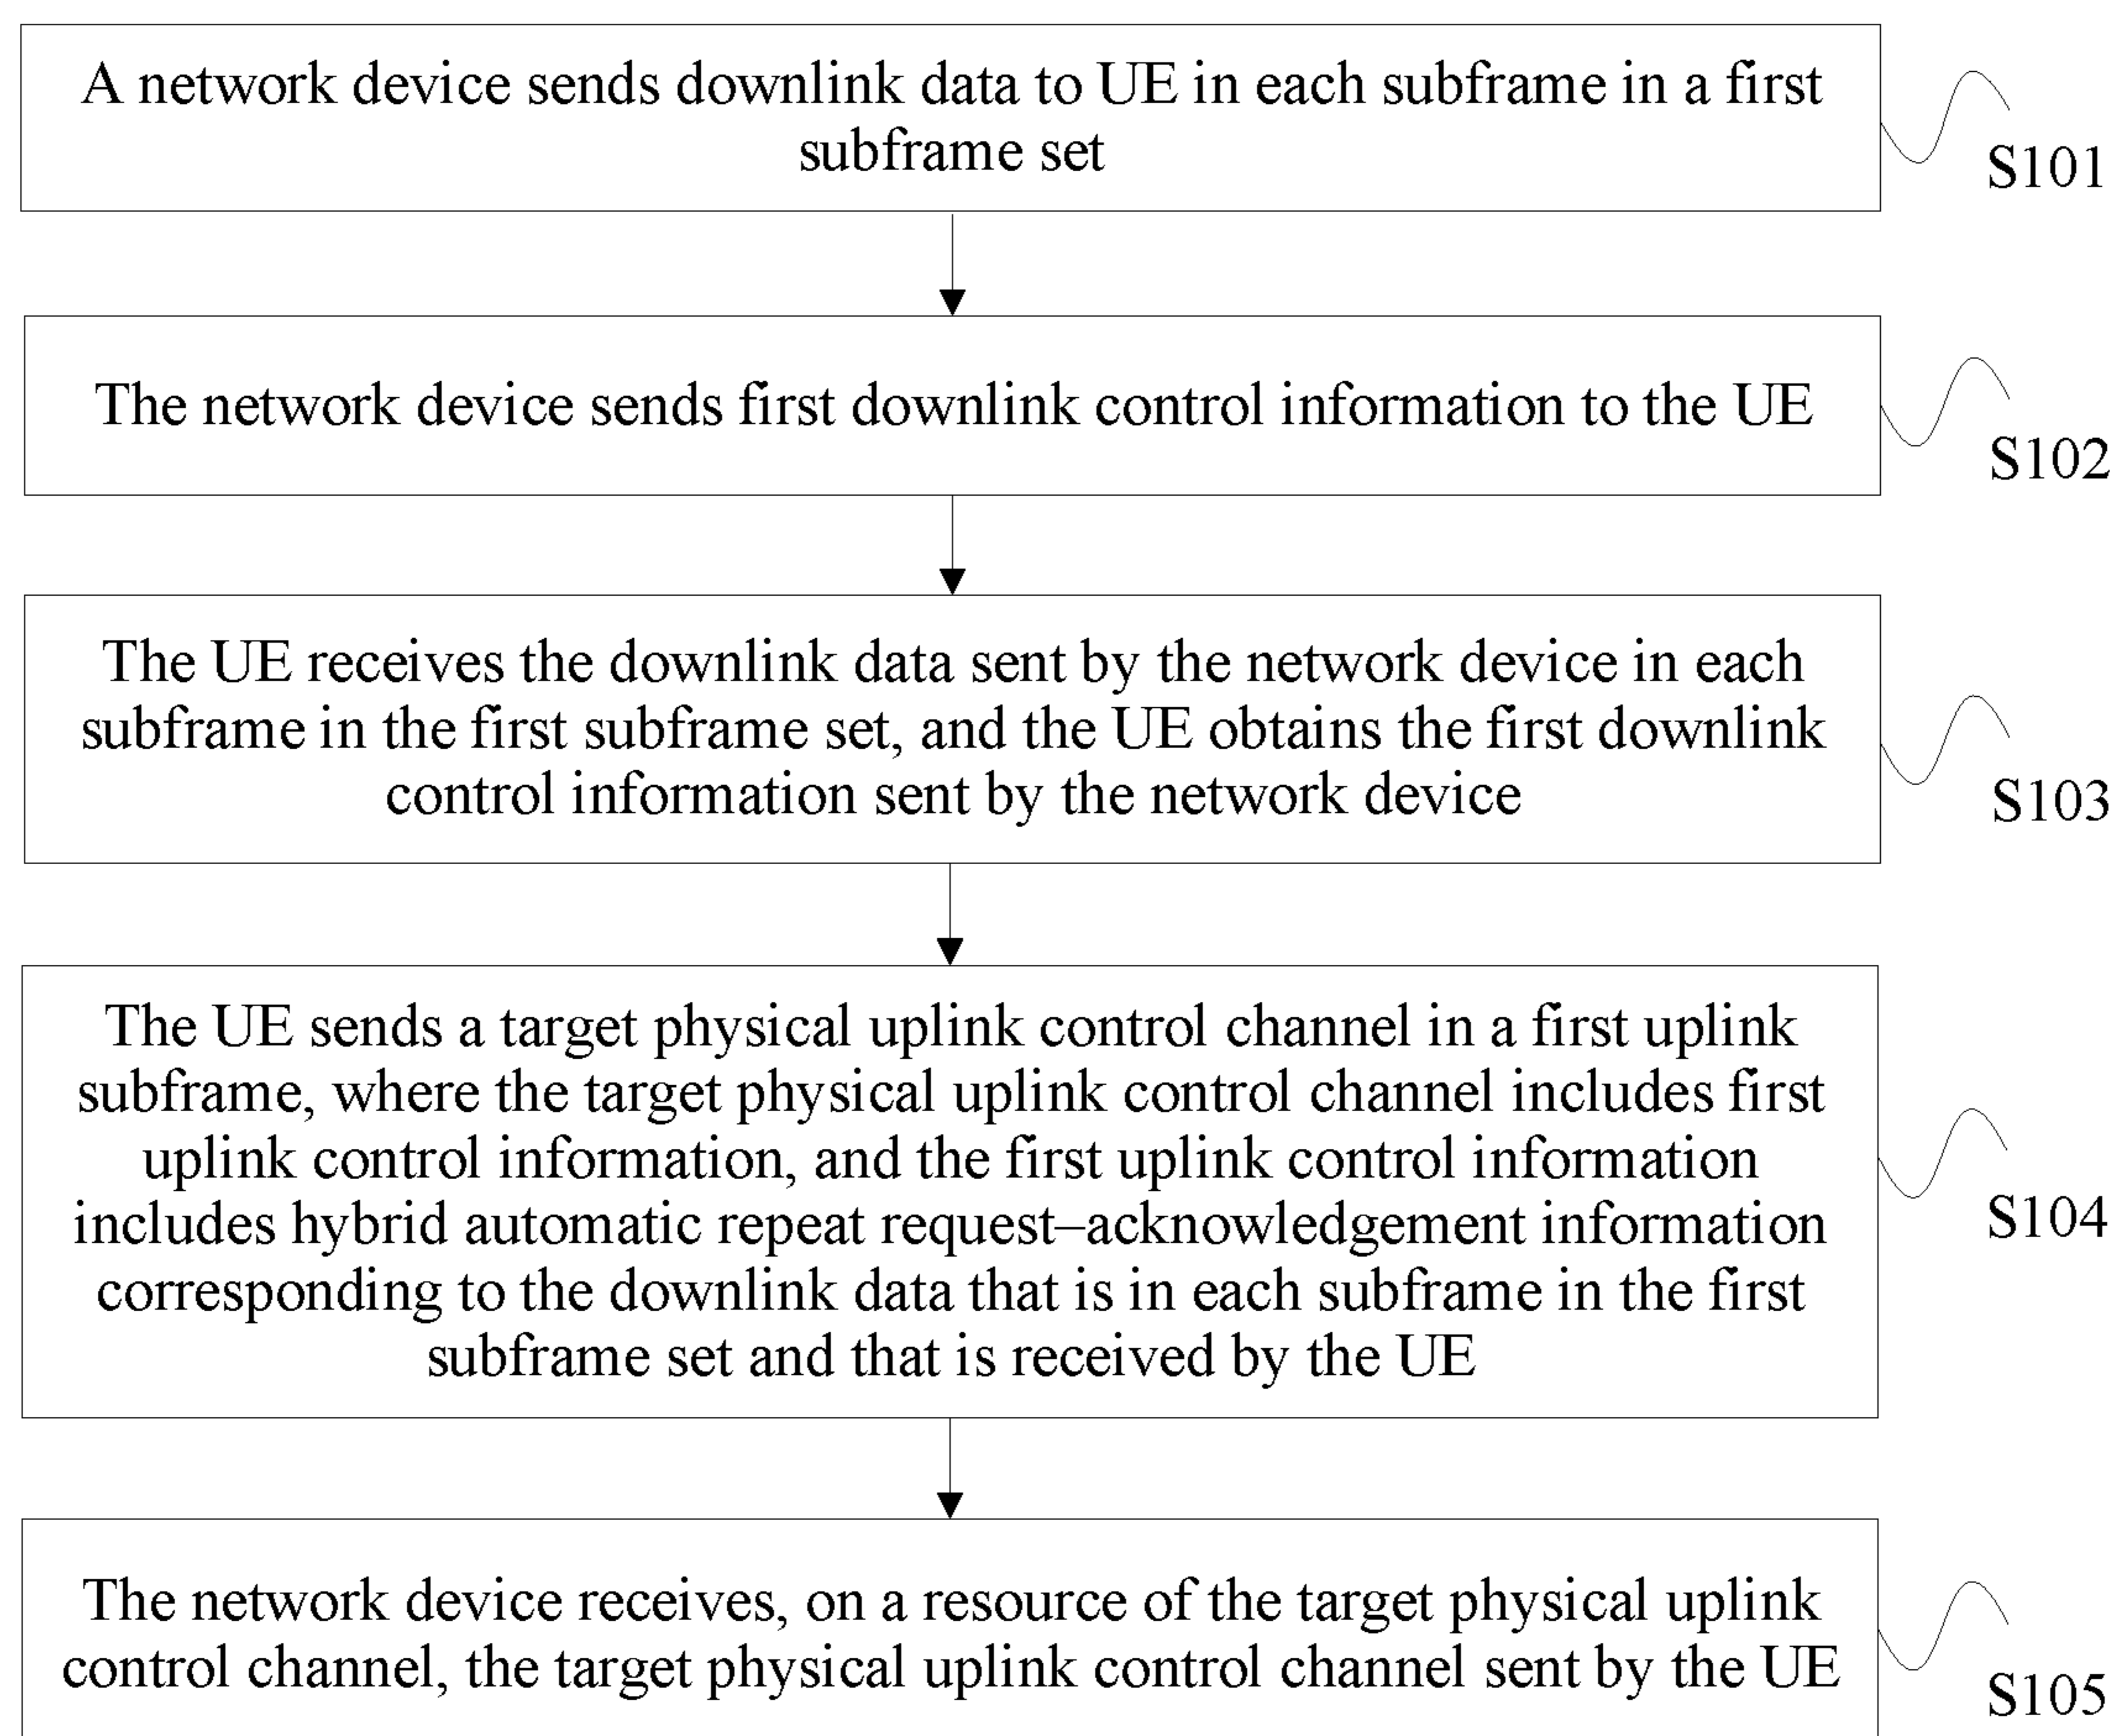 A network device sends downlink data to UE in each subframe in a first
subframe set
S101
The network device sends first downlink control information to the UE
S102
The UE receives the downlink data sent by the network device in each
subframe in the first subframe set, and the UE obtains the first downlink
control information sent by the network device
S103
The UE sends a target physical uplink control channel in a first uplink
subframe, where the target physical uplink control channel includes first
uplink control information, and the first uplink control information
includes hybrid automatic repeat request–acknowledgement information
corresponding to the downlink data that is in each subframe in the first
subframe set and that is received by the UE
S104
The network device receives, on a resource of the target physical uplink
control channel, the target physical uplink control channel sent by the UE
S105